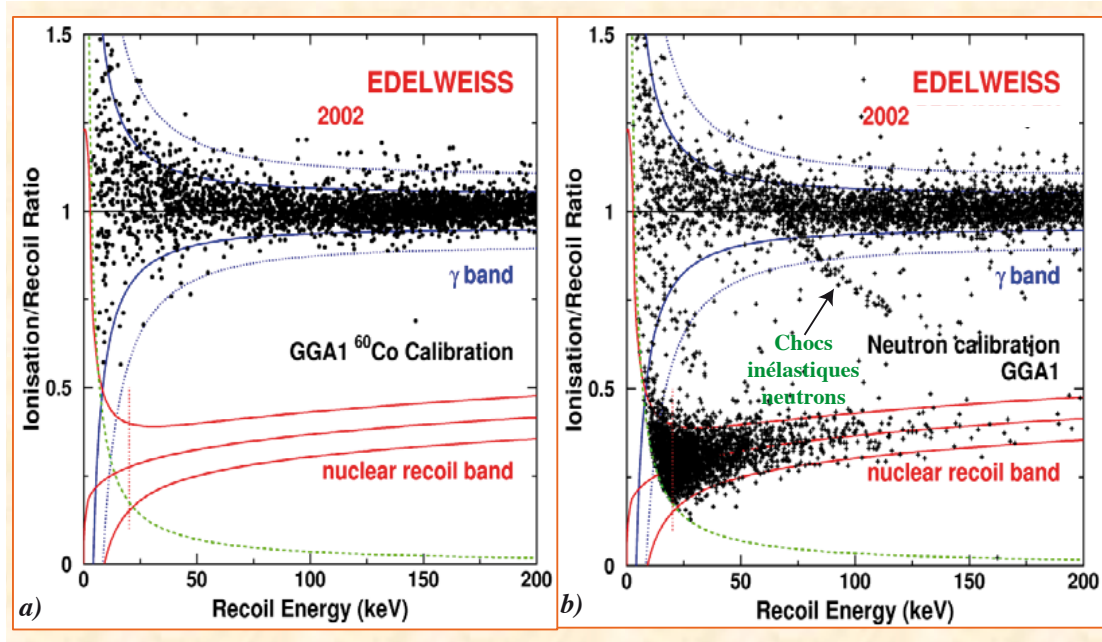 Ionisation/Recoil Ratio
1.5
1
0.5
0
EDELWEISS
2002
γ band
GGA1 ⁶⁰Co Calibration
nuclear recoil band
0 50 100 150 200
Recoil Energy (keV)
a)
Ionisation/Recoil Ratio
1.5
1
0.5
0
EDELWEISS
2002
γ band
Chocs
inélastiques
neutrons
Neutron calibration
GGA1
nuclear recoil band
0 50 100 150 200
Recoil Energy (keV)
b)